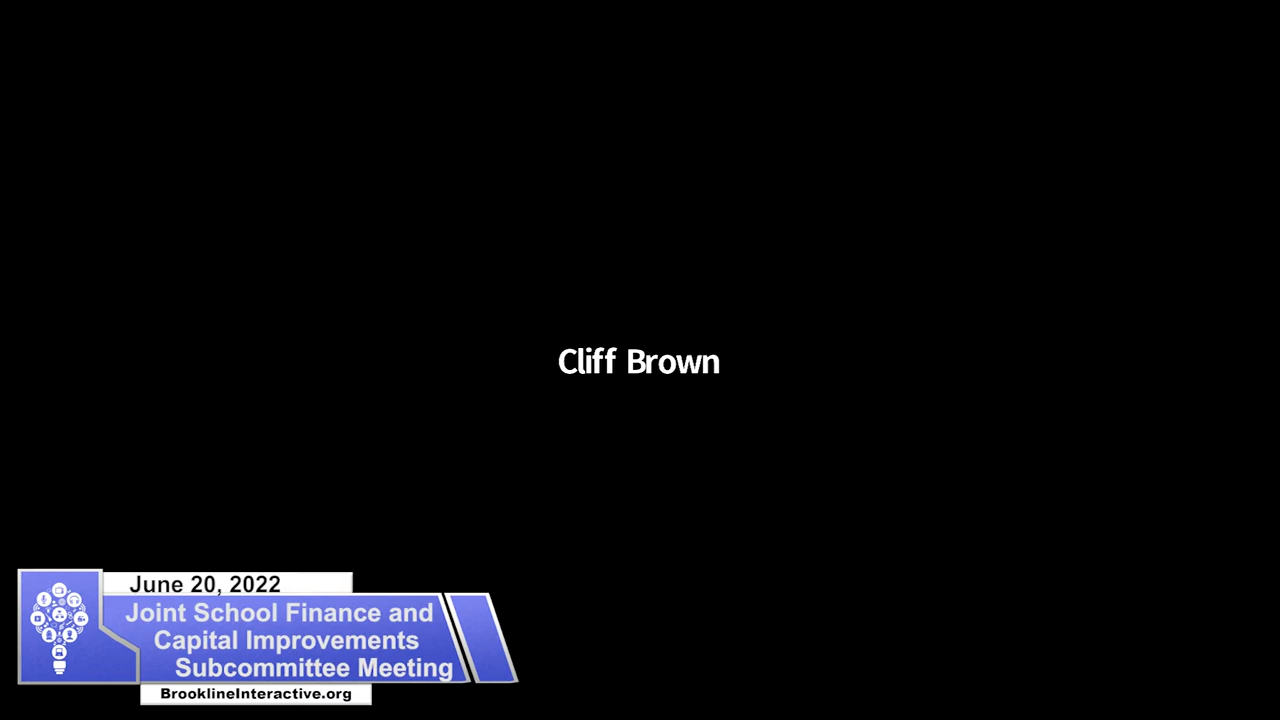 Cliff Brown
June 20, 2022
Joint School Finance and
Capital Improvements
Subcommittee Meeting
BrooklineInteractive.org